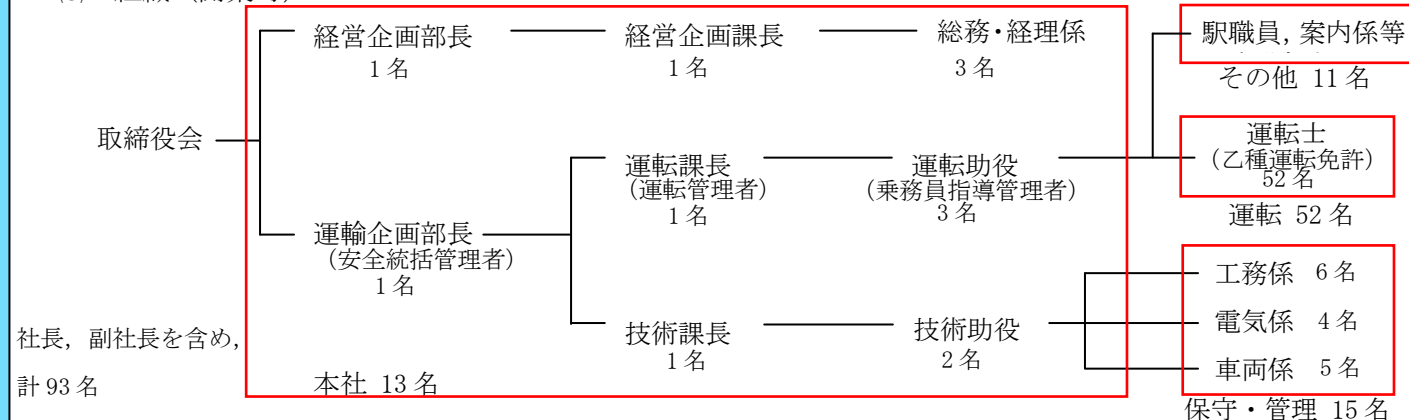 経営企画部長
1名
経営企画課長
1名
総務・経理係
3名
駅職員,案内係等
その他 11名
取締役会
運転課長
(運転管理者)
1名
運転助役
(乗務員指導管理者)
3名
運転士
(乙種運転免許)
52名
運転 52名
運輸企画部長
(安全統括管理者)
1名
技術課長
1名
技術助役
2名
工務係 6名
電気係 4名
車両係 5名
保守・管理 15名
社長,副社長を含め,
計93名
本社 13名